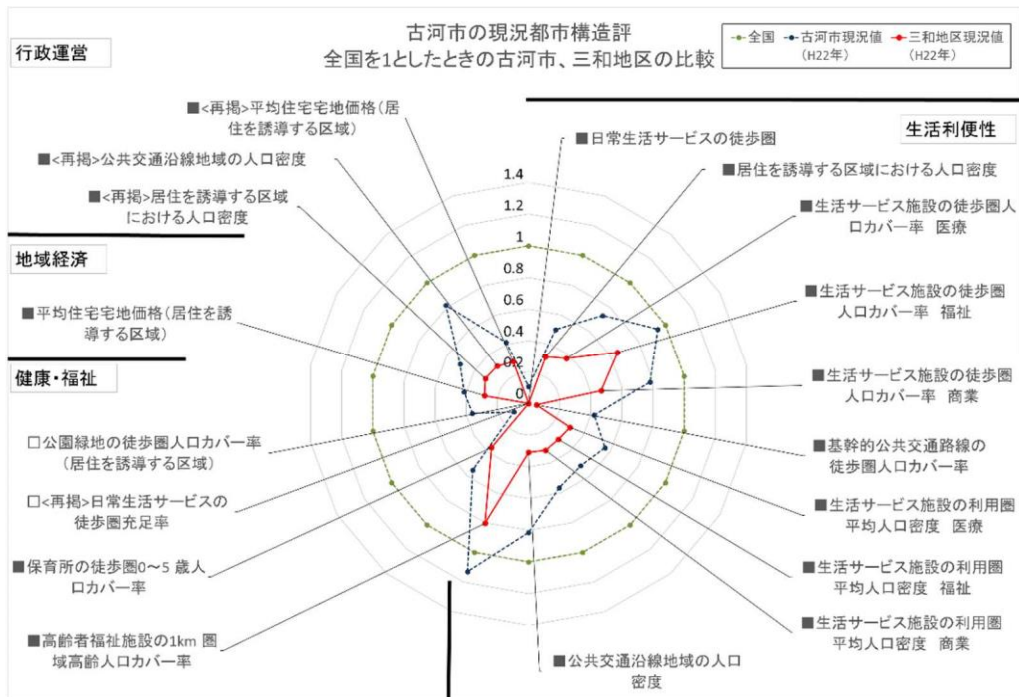 古河市の現況都市構造評
全国を1としたときの古河市、三和地区の比較
全国
古河市現況値
(H22年)
三和地区現況値
(H22年)
行政運営
■<再掲>平均住宅宅地価格(居
住を誘導する区域)
■<再掲>公共交通沿線地域の人口密度
■<再掲>居住を誘導する区域
における人口密度
地域経済
■平均住宅宅地価格(居住を誘
導する区域)
健康・福祉
□公園緑地の徒歩圏人口カバー率
(居住を誘導する区域)
□<再掲>日常生活サービスの
徒歩圏充足率
■保育所の徒歩圏0～5 歳人
口カバー率
■高齢者福祉施設の1km 圏
域高齢人口カバー率
1.4
1.2
1
0.8
0.6
0.4
0.2
0
生活利便性
■日常生活サービスの徒歩圏
■居住を誘導する区域における人口密度
■生活サービス施設の徒歩圏人
口カバー率 医療
■生活サービス施設の徒歩圏
人口カバー率 福祉
■生活サービス施設の徒歩圏
人口カバー率 商業
■基幹的公共交通路線の
徒歩圏人口カバー率
■生活サービス施設の利用圏
平均人口密度 医療
■生活サービス施設の利用圏
平均人口密度 福祉
■生活サービス施設の利用圏
平均人口密度 商業
■公共交通沿線地域の人口
密度